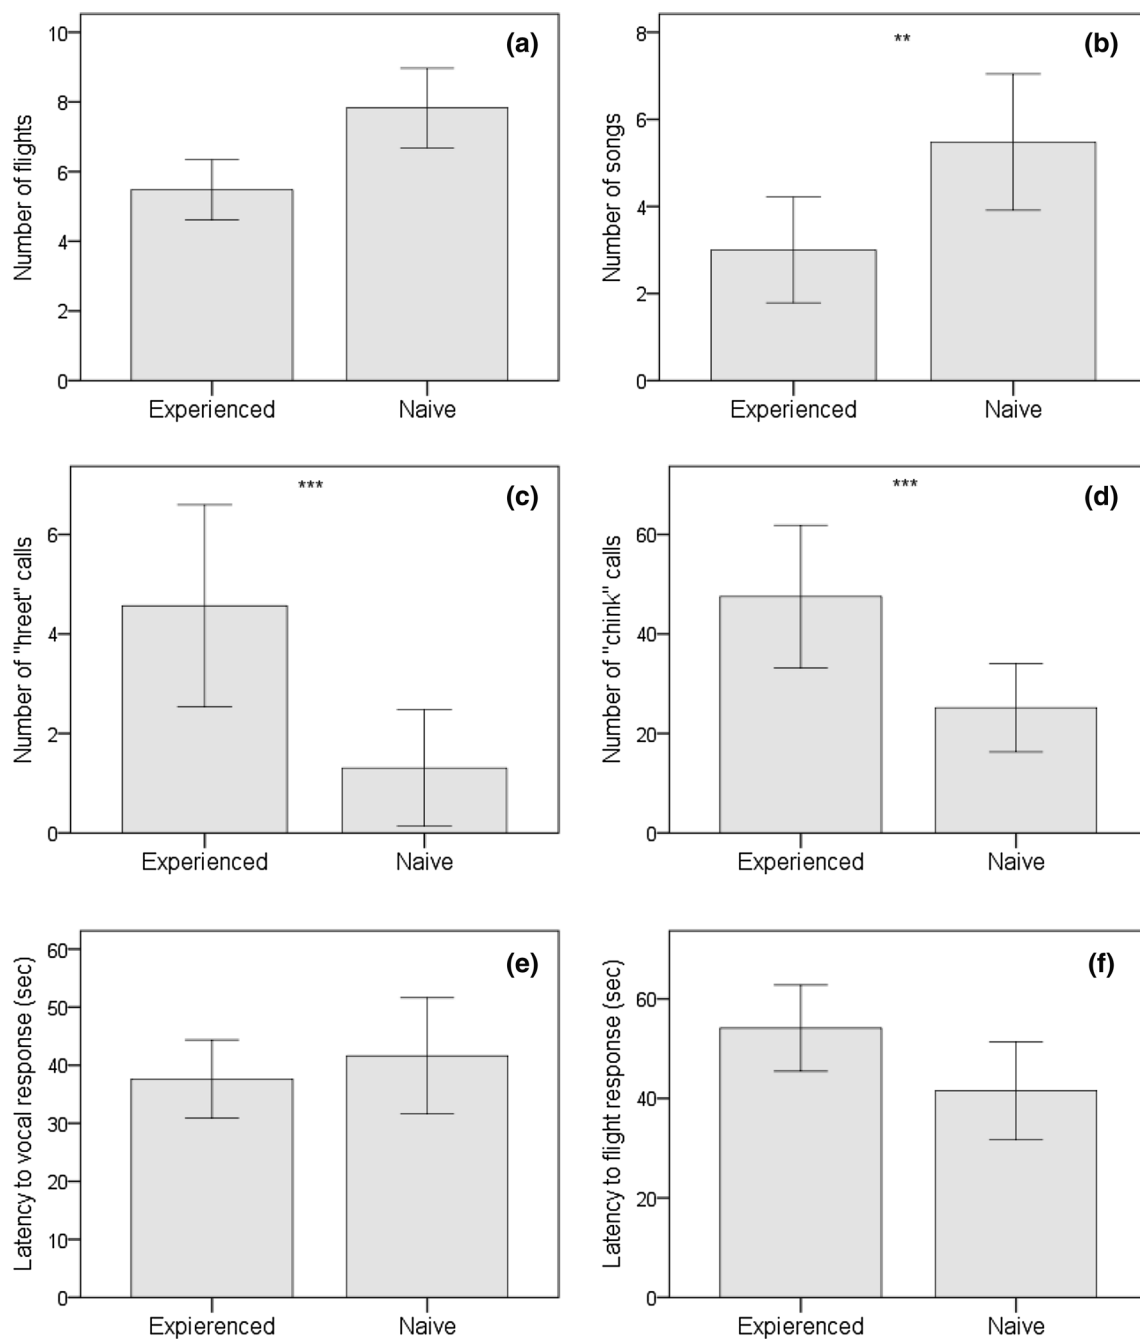 (a)
Number of flights
10
8
6
4
2
0
Experienced Naive
(b)
**
Number of songs
8
6
4
2
0
Experienced Naive
(c)
***
Number of "hreet" calls
6
4
2
0
Experienced Naive
(d)
***
Number of "chink" calls
60
40
20
0
Experienced Naive
(e)
Latency to vocal response (sec)
60
50
40
30
20
10
0
Expierenced Naive
(f)
Latency to flight response (sec)
60
40
20
0
Expierenced Naive